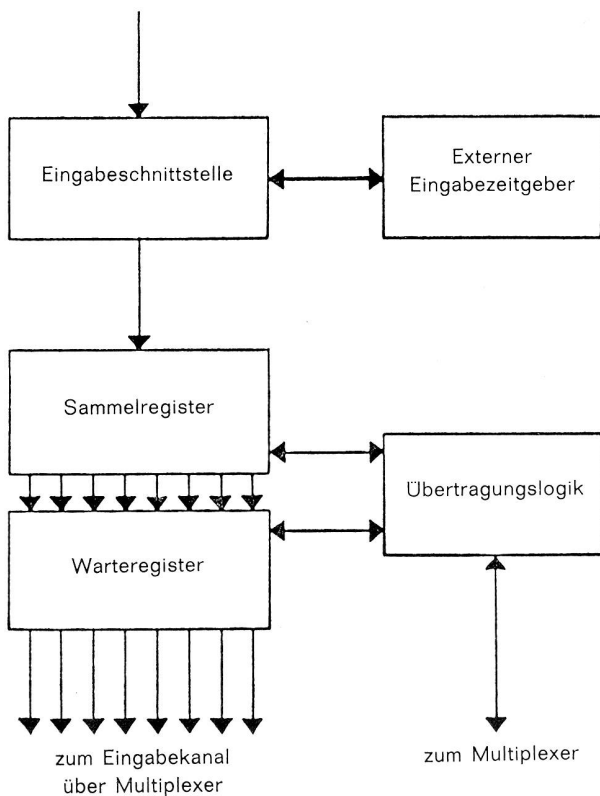 Eingabeschnittstelle
Externer
Eingabezeitgeber
Sammelregister
Übertragungslogik
Warteregister
zum Eingabekanal
über Multiplexer
zum Multiplexer